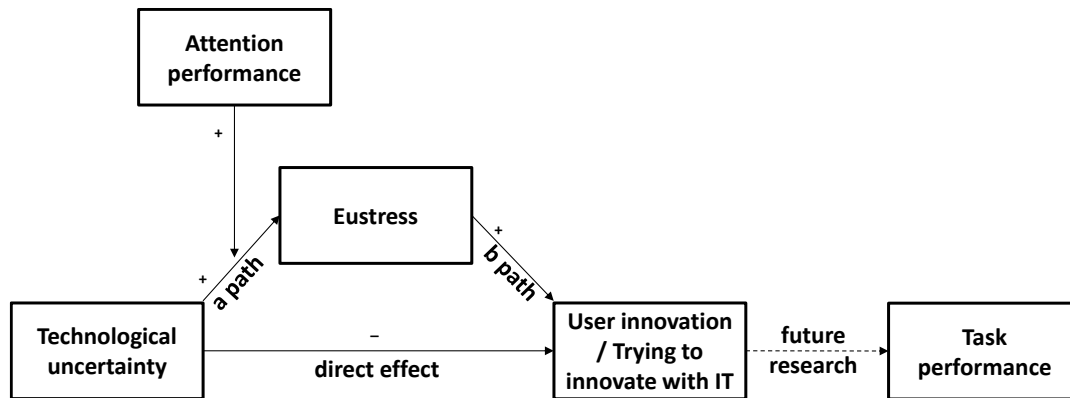 Attention
performance
+
Eustress
+
a path
+
b path
Technological
uncertainty
–
direct effect
User innovation
/ Trying to
innovate with IT
future
research
Task
performance